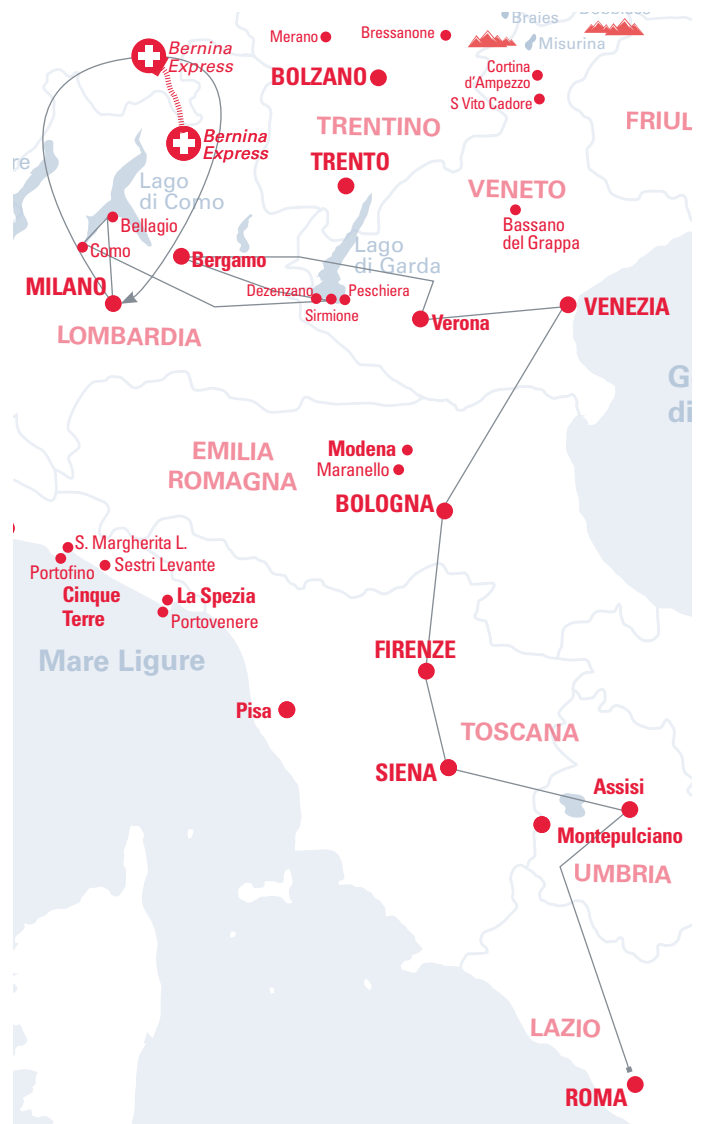 Braies
Misurina
Merano
Bressanone
Bernina
Express
BOLZANO
Cortina
d'Ampezzo
S Vito Cadore
TRENTINO
FRIUL
Bernina
Express
TRENTO
re
Lago
di Como
VENETO
Bellagio
Bassano
del Grappa
Como
Bergamo
Lago
di Garda
MILANO
Dezenzano
Peschiera
Sirmione
VENEZIA
Verona
LOMBARDIA
G
di
EMILIA
ROMAGNA
Modena
Maranello
BOLOGNA
S. Margherita L.
Portofino
Sestri Levante
Cinque
Terre
La Spezia
Portovenere
Mare Ligure
FIRENZE
Pisa
TOSCANA
SIENA
Assisi
Montepulciano
UMBRIA
LAZIO
ROMA